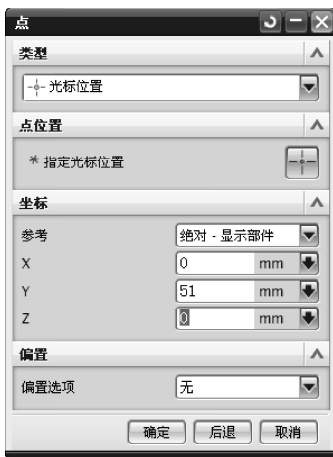 点
类型
光标位置
点位置
* 指定光标位置
坐标
参考 绝对 - 显示部件
X 0 mm
Y 51 mm
Z 0 mm
偏置
偏置选项 无
确定 后退 取消